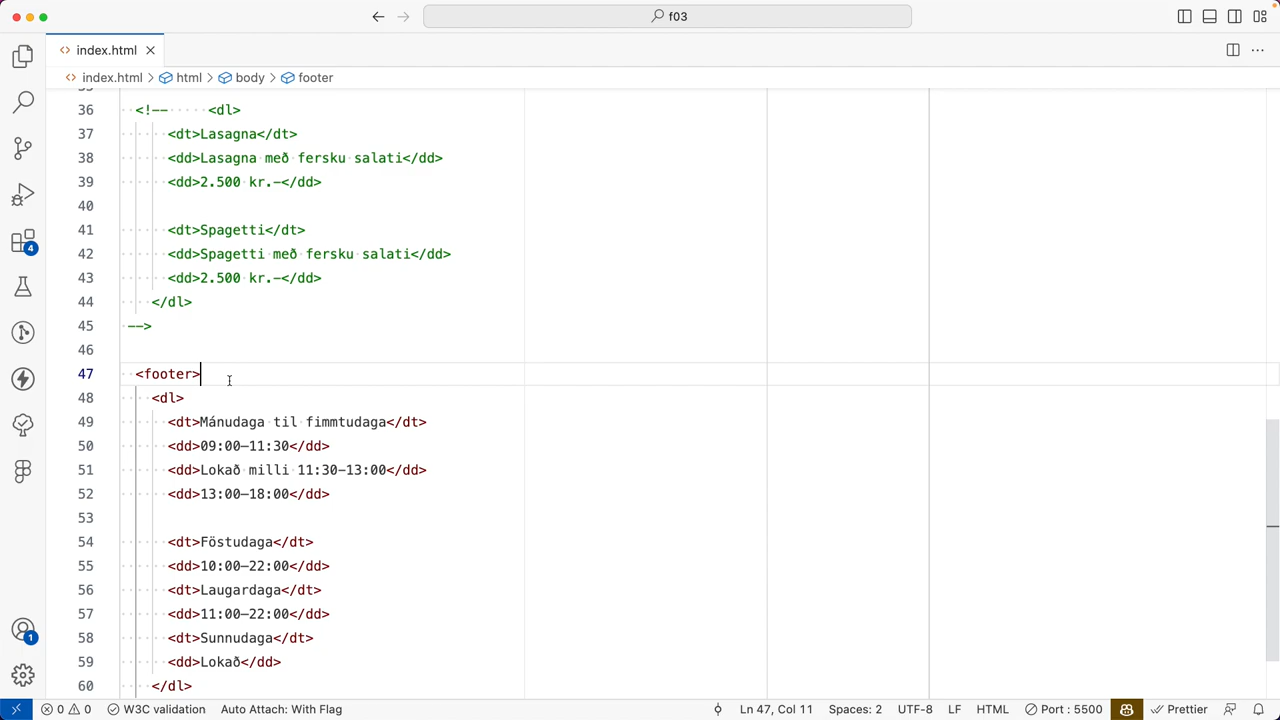 f03
index.html
index.html > html > body > footer
36 <!-- <dl>
37 <dt>Lasagna</dt>
38 <dd>Lasagna með fersku salati</dd>
39 <dd>2.500 kr.-</dd>
40
41 <dt>Spagetti</dt>
42 <dd>Spagetti með fersku salati</dd>
43 <dd>2.500 kr.-</dd>
44 </dl>
45 -->
46
47 <footer>
48 <dl>
49 <dt>Mánudaga til fimmtudaga</dt>
50 <dd>09:00–11:30</dd>
51 <dd>Lokað milli 11:30-13:00</dd>
52 <dd>13:00–18:00</dd>
53
54 <dt>Föstudaga</dt>
55 <dd>10:00–22:00</dd>
56 <dt>Laugardaga</dt>
57 <dd>11:00–22:00</dd>
58 <dt>Sunnudaga</dt>
59 <dd>Lokað</dd>
60 </dl>
4
1
0 0 W3C validation Auto Attach: With Flag Ln 47, Col 11 Spaces: 2 UTF-8 LF HTML Port : 5500 Prettier